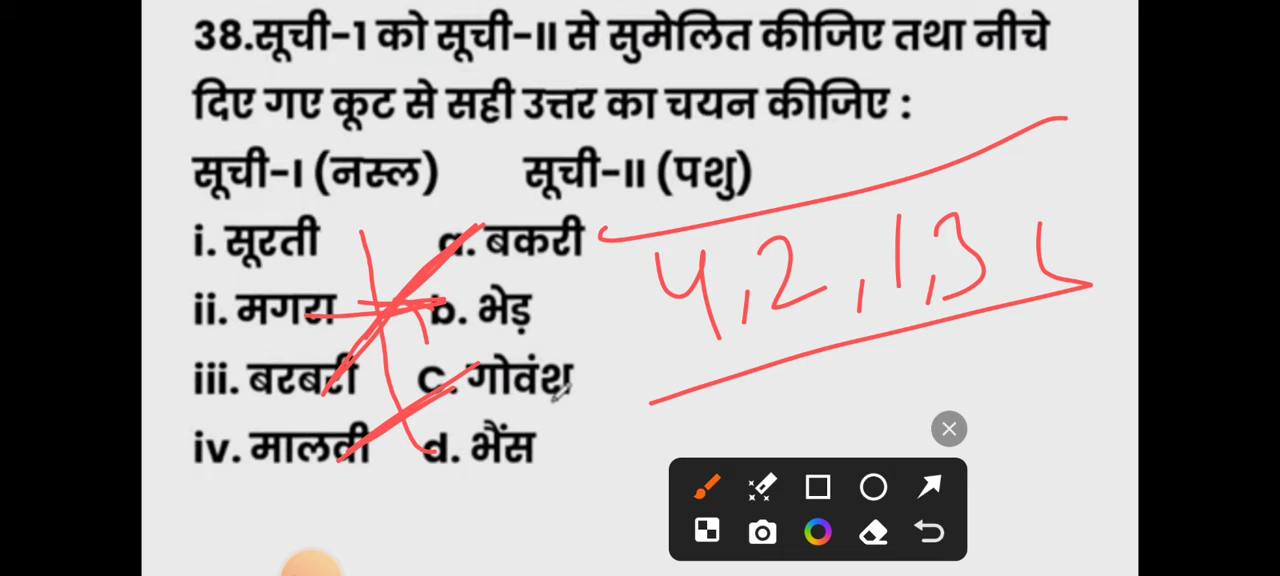 38.सूची-1 को सूची-II से सुमेलित कीजिए तथा नीचे
दिए गए कूट से सही उत्तर का चयन कीजिए :
सूची-I (नस्ल) सूची-II (पशु)
i. सूरती a. बकरी
ii. मगरा b. भेड़
iii. बरबरी C. गोवंश
iv. मालवी d. भैंस
4,2,1,3